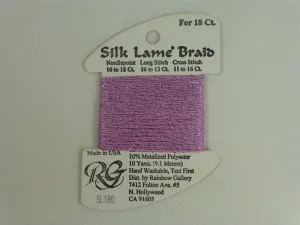 For 18 Ct.
Silk Lamé Braid
Needlepoint Long Stitch Cross Stitch
16 to 18 Ct. 16 to 13 Ct. 11 to 16 Ct.
Made in USA
RG
SL180
10% Metalized Polyester
10 Yards. (9.1 Meters)
Hand Washable, Test First
Dist. by Rainbow Gallery
7412 Fulton Ave. #5
N. Hollywood
CA 91605